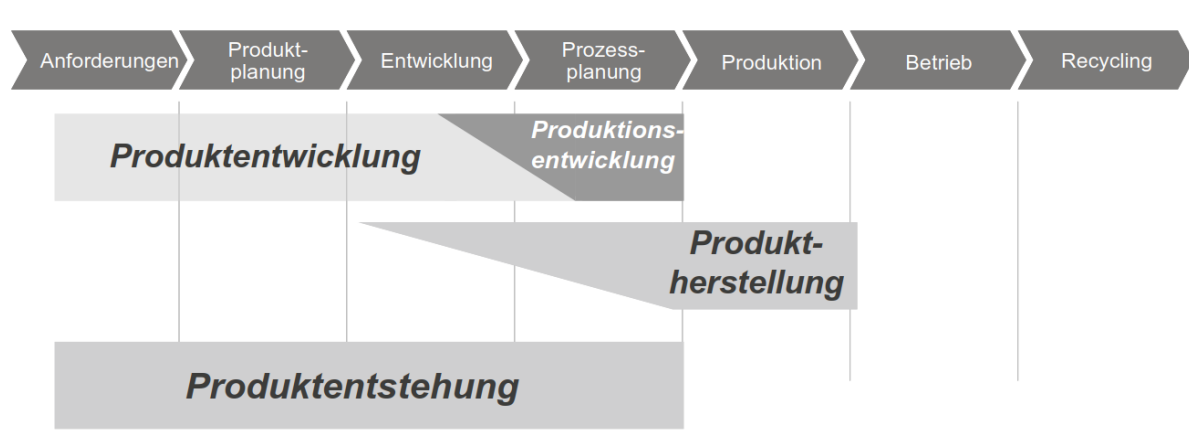 Anforderungen
Produkt-
planung
Entwicklung
Prozess-
planung
Produktion
Betrieb
Recycling
Produktentwicklung
Produktions-
entwicklung
Produkt-
herstellung
Produktentstehung